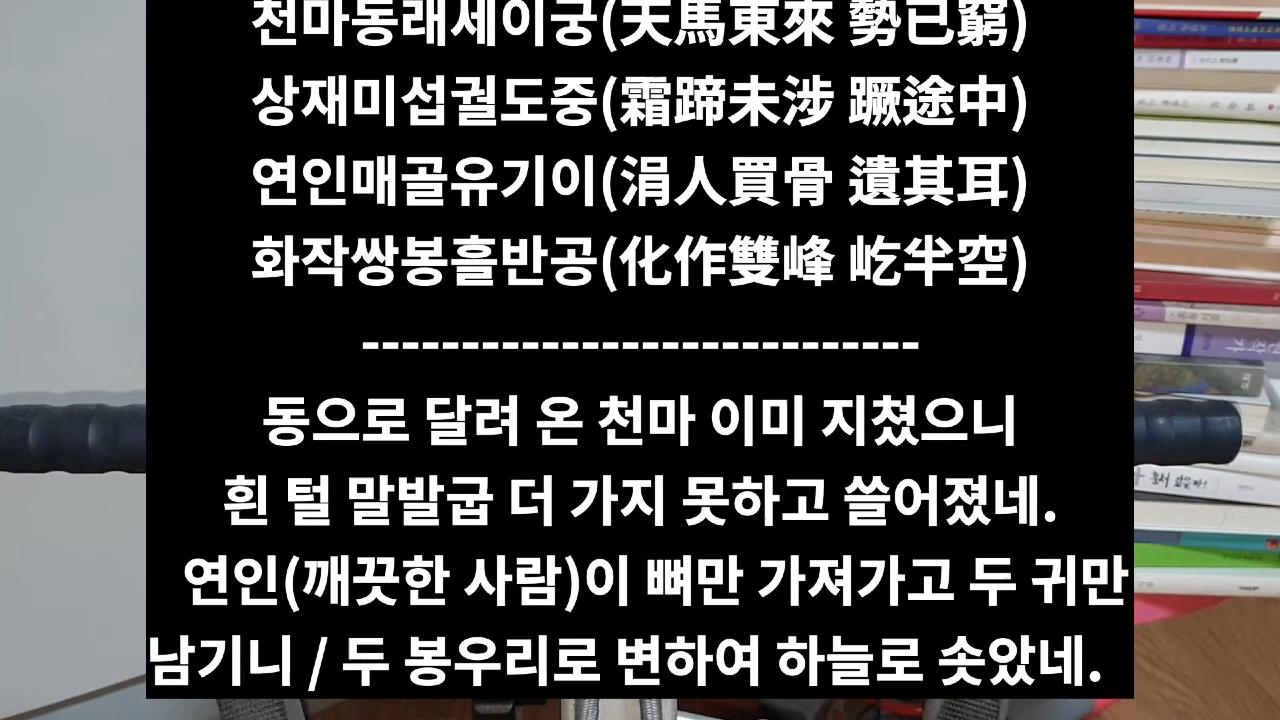 천마동래세이궁(天馬東來 勢已窮)
상재미섭궐도중(霜蹄未涉 蹶途中)
연인매골유기이(涓人買骨 遺其耳)
화작쌍봉흘반공(化作雙峰 屹半空)
----------------------------
동으로 달려 온 천마 이미 지쳤으니
흰 털 말발굽 더 가지 못하고 쓸어졌네.
연인(깨끗한 사람)이 뼈만 가져가고 두 귀만
남기니 / 두 봉우리로 변하여 하늘로 솟았네.